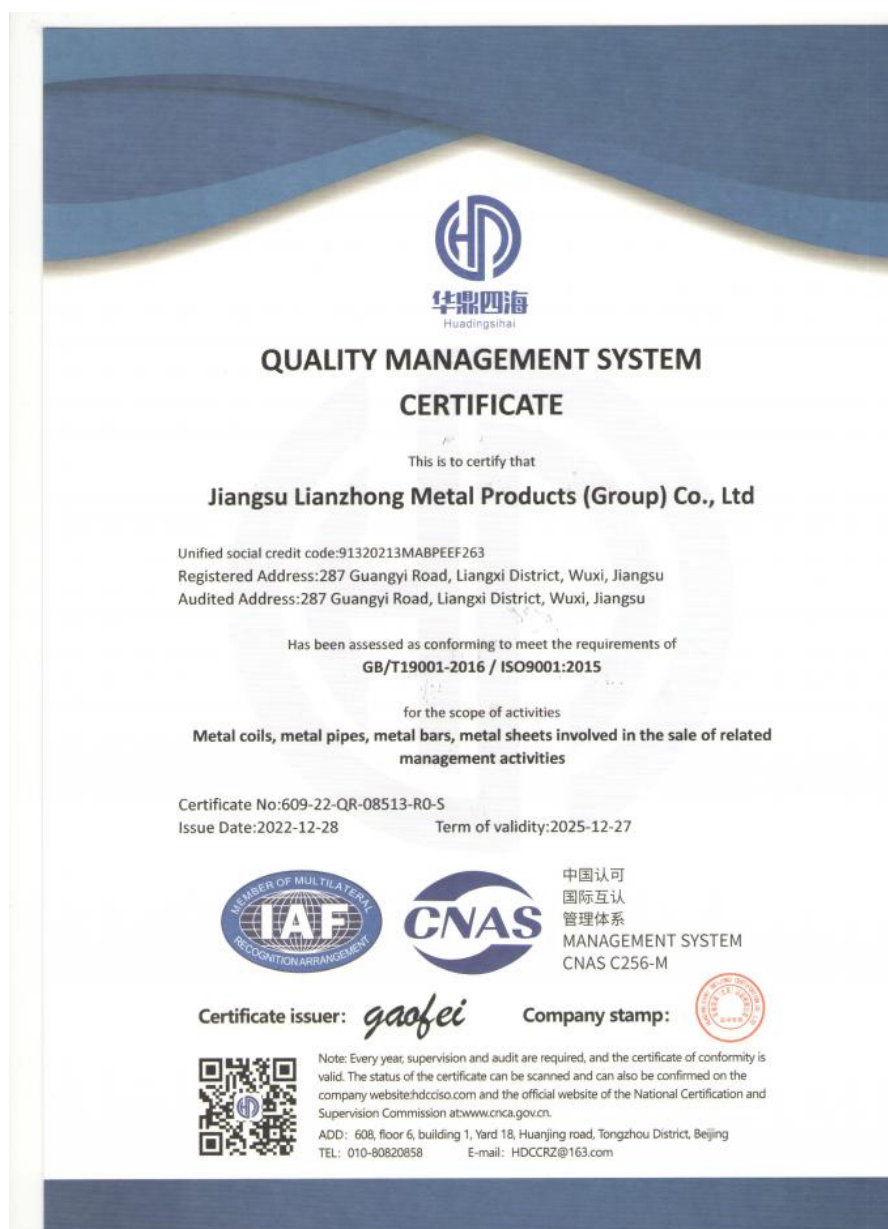 华鼎四海
Huadingsihai
QUALITY MANAGEMENT SYSTEM
CERTIFICATE
This is to certify that
Jiangsu Lianzhong Metal Products (Group) Co., Ltd
Unified social credit code:91320213MABPEEF263
Registered Address:287 Guangyi Road, Liangxi District, Wuxi, Jiangsu
Audited Address:287 Guangyi Road, Liangxi District, Wuxi, Jiangsu
Has been assessed as conforming to meet the requirements of
GB/T19001-2016 / ISO9001:2015
for the scope of activities
Metal coils, metal pipes, metal bars, metal sheets involved in the sale of related
management activities
Certificate No:609-22-QR-08513-R0-S
Issue Date:2022-12-28 Term of validity:2025-12-27
MEMBER OF MULTILATERAL
IAF
RECOGNITION ARRANGEMENT
CNAS
中国认可
国际互认
管理体系
MANAGEMENT SYSTEM
CNAS C256-M
Certificate issuer: gaofei Company stamp:
Note: Every year, supervision and audit are required, and the certificate of conformity is
valid. The status of the certificate can be scanned and can also be confirmed on the
company website:hdcciso.com and the official website of the National Certification and
Supervision Commission at:www.cnca.gov.cn.
ADD: 608, floor 6, building 1, Yard 18, Huanjing road, Tongzhou District, Beijing
TEL: 010-80820858 E-mail: HDCCRZ@163.com